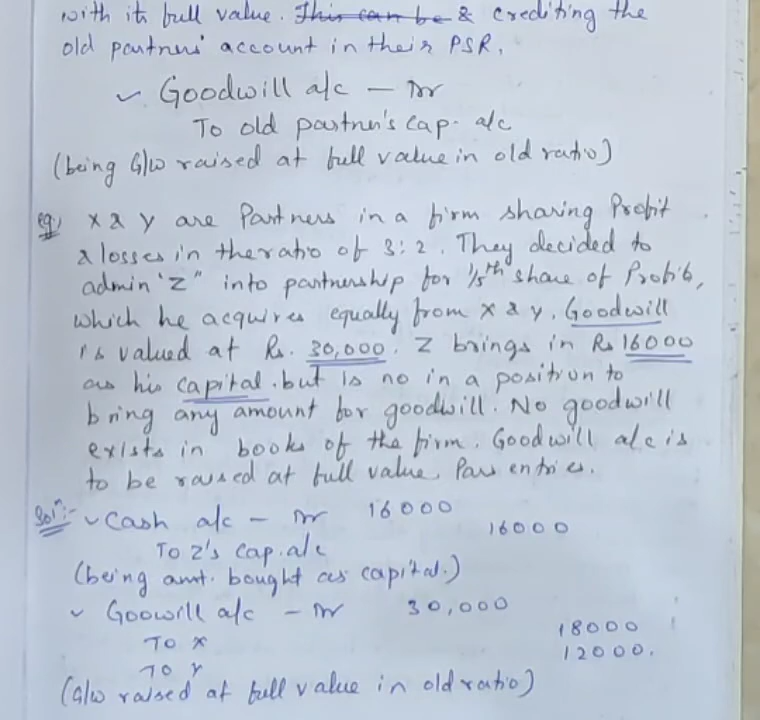 with its full value. This can be & crediting the
old partners' account in their PSR.
✓ Goodwill a/c — Dr
To old partner's cap. a/c
(being G/w raised at full value in old ratio)
eg, X & Y are Partners in a firm sharing Profit
& losses in the ratio of 3:2. They decided to
admin 'Z" into partnership for 1/5th share of Profit,
which he acquires equally from X & Y. Goodwill
is valued at Rs. 30,000. Z brings in Rs 16000
as his capital. but is no in a position to
bring any amount for goodwill. No goodwill
exists in books of the firm. Goodwill a/c is
to be raised at full value. Pass entries.
Soln:- ✓ Cash a/c — Dr 16000
16000
To Z's Cap. a/c
(being amt. bought as capital.)
✓ Goowill a/c — Dr 30,000
To X 18000
To Y 12000.
(G/w raised at full value in old ratio)